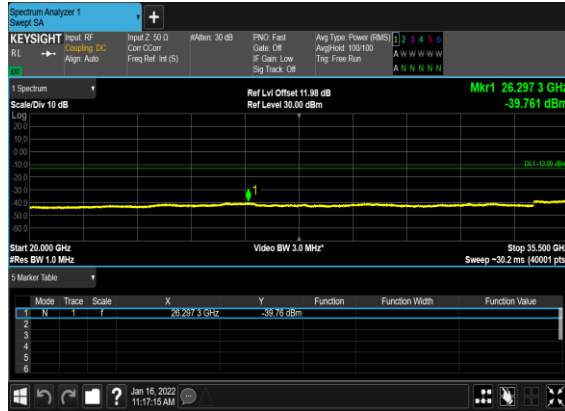 Spectrum Analyzer 1
Swept SA
+
KEYSIGHT Input: RF Input Z: 50 Ω #Atten: 30 dB PNO: Fast Avg Type: Power (RMS) 1 2 3 4 5 6
RL Coupling: DC Corr CCorr Gate: Off Avg|Hold: 100/100 A W W W W W
Align: Auto Freq Ref: Int (S) IF Gain: Low Trig: Free Run
Sig Track: Off A N N N N N
1 Spectrum
Ref Lvl Offset 11.98 dB Mkr1 26.297 3 GHz
Scale/Div 10 dB Ref Level 30.00 dBm -39.761 dBm
Log
20.0
10.0
0.00
-10.0
DL1 -13.00 dBm
-20.0
-30.0
1
-40.0
-50.0
-60.0
Start 20.000 GHz Video BW 3.0 MHz* Stop 35.500 GH
#Res BW 1.0 MHz Sweep ~30.2 ms (40001 pts
5 Marker Table
Mode Trace Scale X Y Function Function Width Function Value
1 N 1 f 26.297 3 GHz -39.76 dBm
2
3
4
5
6
? Jan 16, 2022
11:17:15 AM